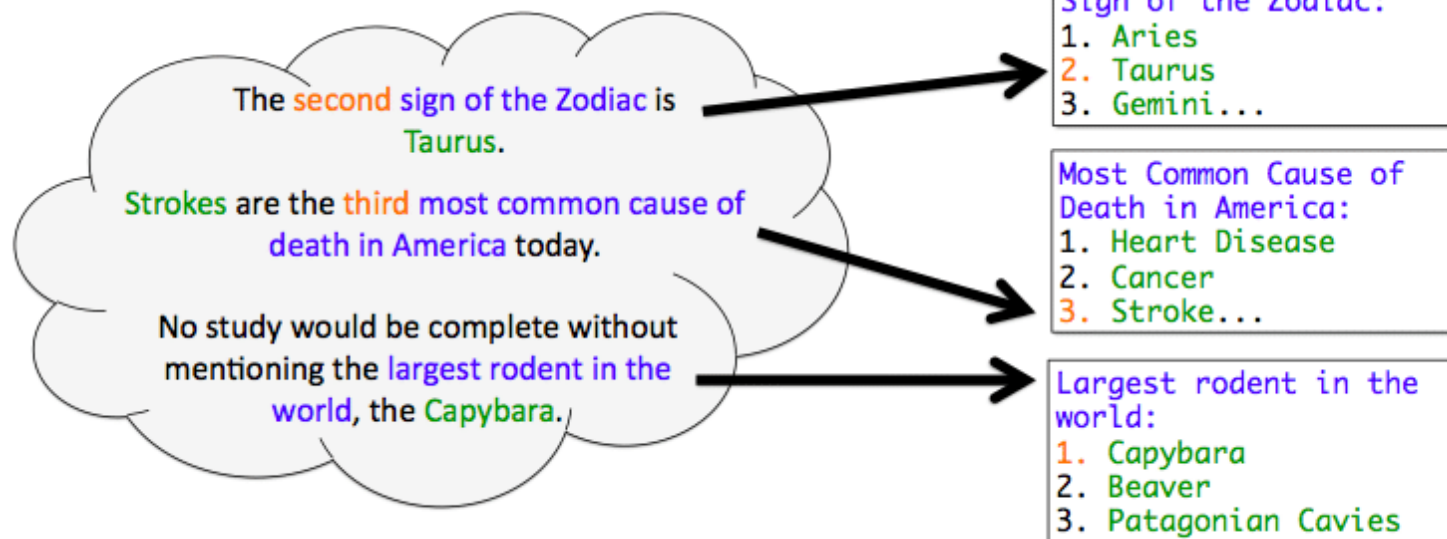 The second sign of the Zodiac is
Taurus.
Strokes are the third most common cause of
death in America today.
No study would be complete without
mentioning the largest rodent in the
world, the Capybara.
Sign of the Zodiac:
1. Aries
2. Taurus
3. Gemini...
Most Common Cause of
Death in America:
1. Heart Disease
2. Cancer
3. Stroke...
Largest rodent in the
world:
1. Capybara
2. Beaver
3. Patagonian Cavies